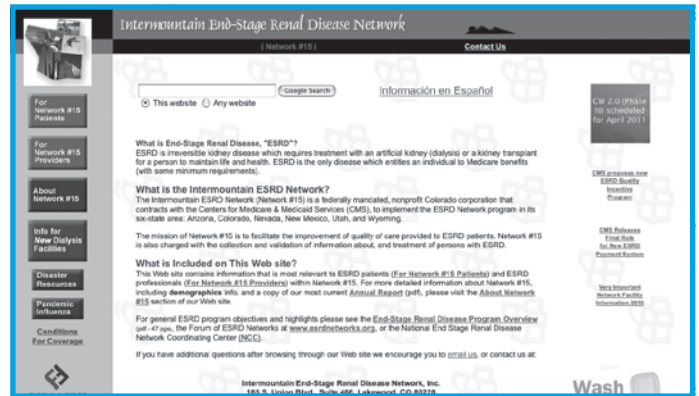 Intermountain End-Stage Renal Disease Network
( Network #15 )
Contact Us
Google Search
Información en Español
This website
Any website
For
Network #15
Patients
For
Network #15
Providers
About
Network #15
Info for
New Dialysis
Facilities
Disaster
Resources
Pandemic
Influenza
Conditions
For Coverage
What is End-Stage Renal Disease, "ESRD"?
ESRD is irreversible kidney disease which requires treatment with an artificial kidney (dialysis) or a kidney transplant
for a person to maintain life and health. ESRD is the only disease which entitles an individual to Medicare benefits
(with some minimum requirements).
What is the Intermountain ESRD Network?
The Intermountain ESRD Network (Network #15) is a federally mandated, nonprofit Colorado corporation that
contracts with the Centers for Medicare & Medicaid Services (CMS), to implement the ESRD Network program in its
six-state area: Arizona, Colorado, Nevada, New Mexico, Utah, and Wyoming.
The mission of Network #15 is to facilitate the improvement of quality of care provided to ESRD patients. Network #15
is also charged with the collection and validation of information about, and treatment of persons with ESRD.
What is Included on This Web site?
This Web site contains information that is most relevant to ESRD patients (For Network #15 Patients) and ESRD
professionals (For Network #15 Providers) within Network #15. For more detailed information about Network #15,
including demographics info, and a copy of our most current Annual Report (pdf), please visit the About Network
#15 section of our Web site.
For general ESRD program objectives and highlights please see the End-Stage Renal Disease Program Overview
(pdf - 47 pgs), the Forum of ESRD Networks at www.esrdnetworks.org, or the National End Stage Renal Disease
Network Coordinating Center (NCC).
If you have additional questions after browsing through our Web site we encourage you to email us, or contact us at:
Intermountain End-Stage Renal Disease Network, Inc.
165 S. Union Blvd., Suite 466, Lakewood, CO 80228
CW 2.0 (Phase
III) scheduled
for April 2011
CMS proposes new
ESRD Quality
Incentive
Program
CMS Releases
Final Rule
for New ESRD
Payment System
Very Important
Network Facility
Information 2010
Wash